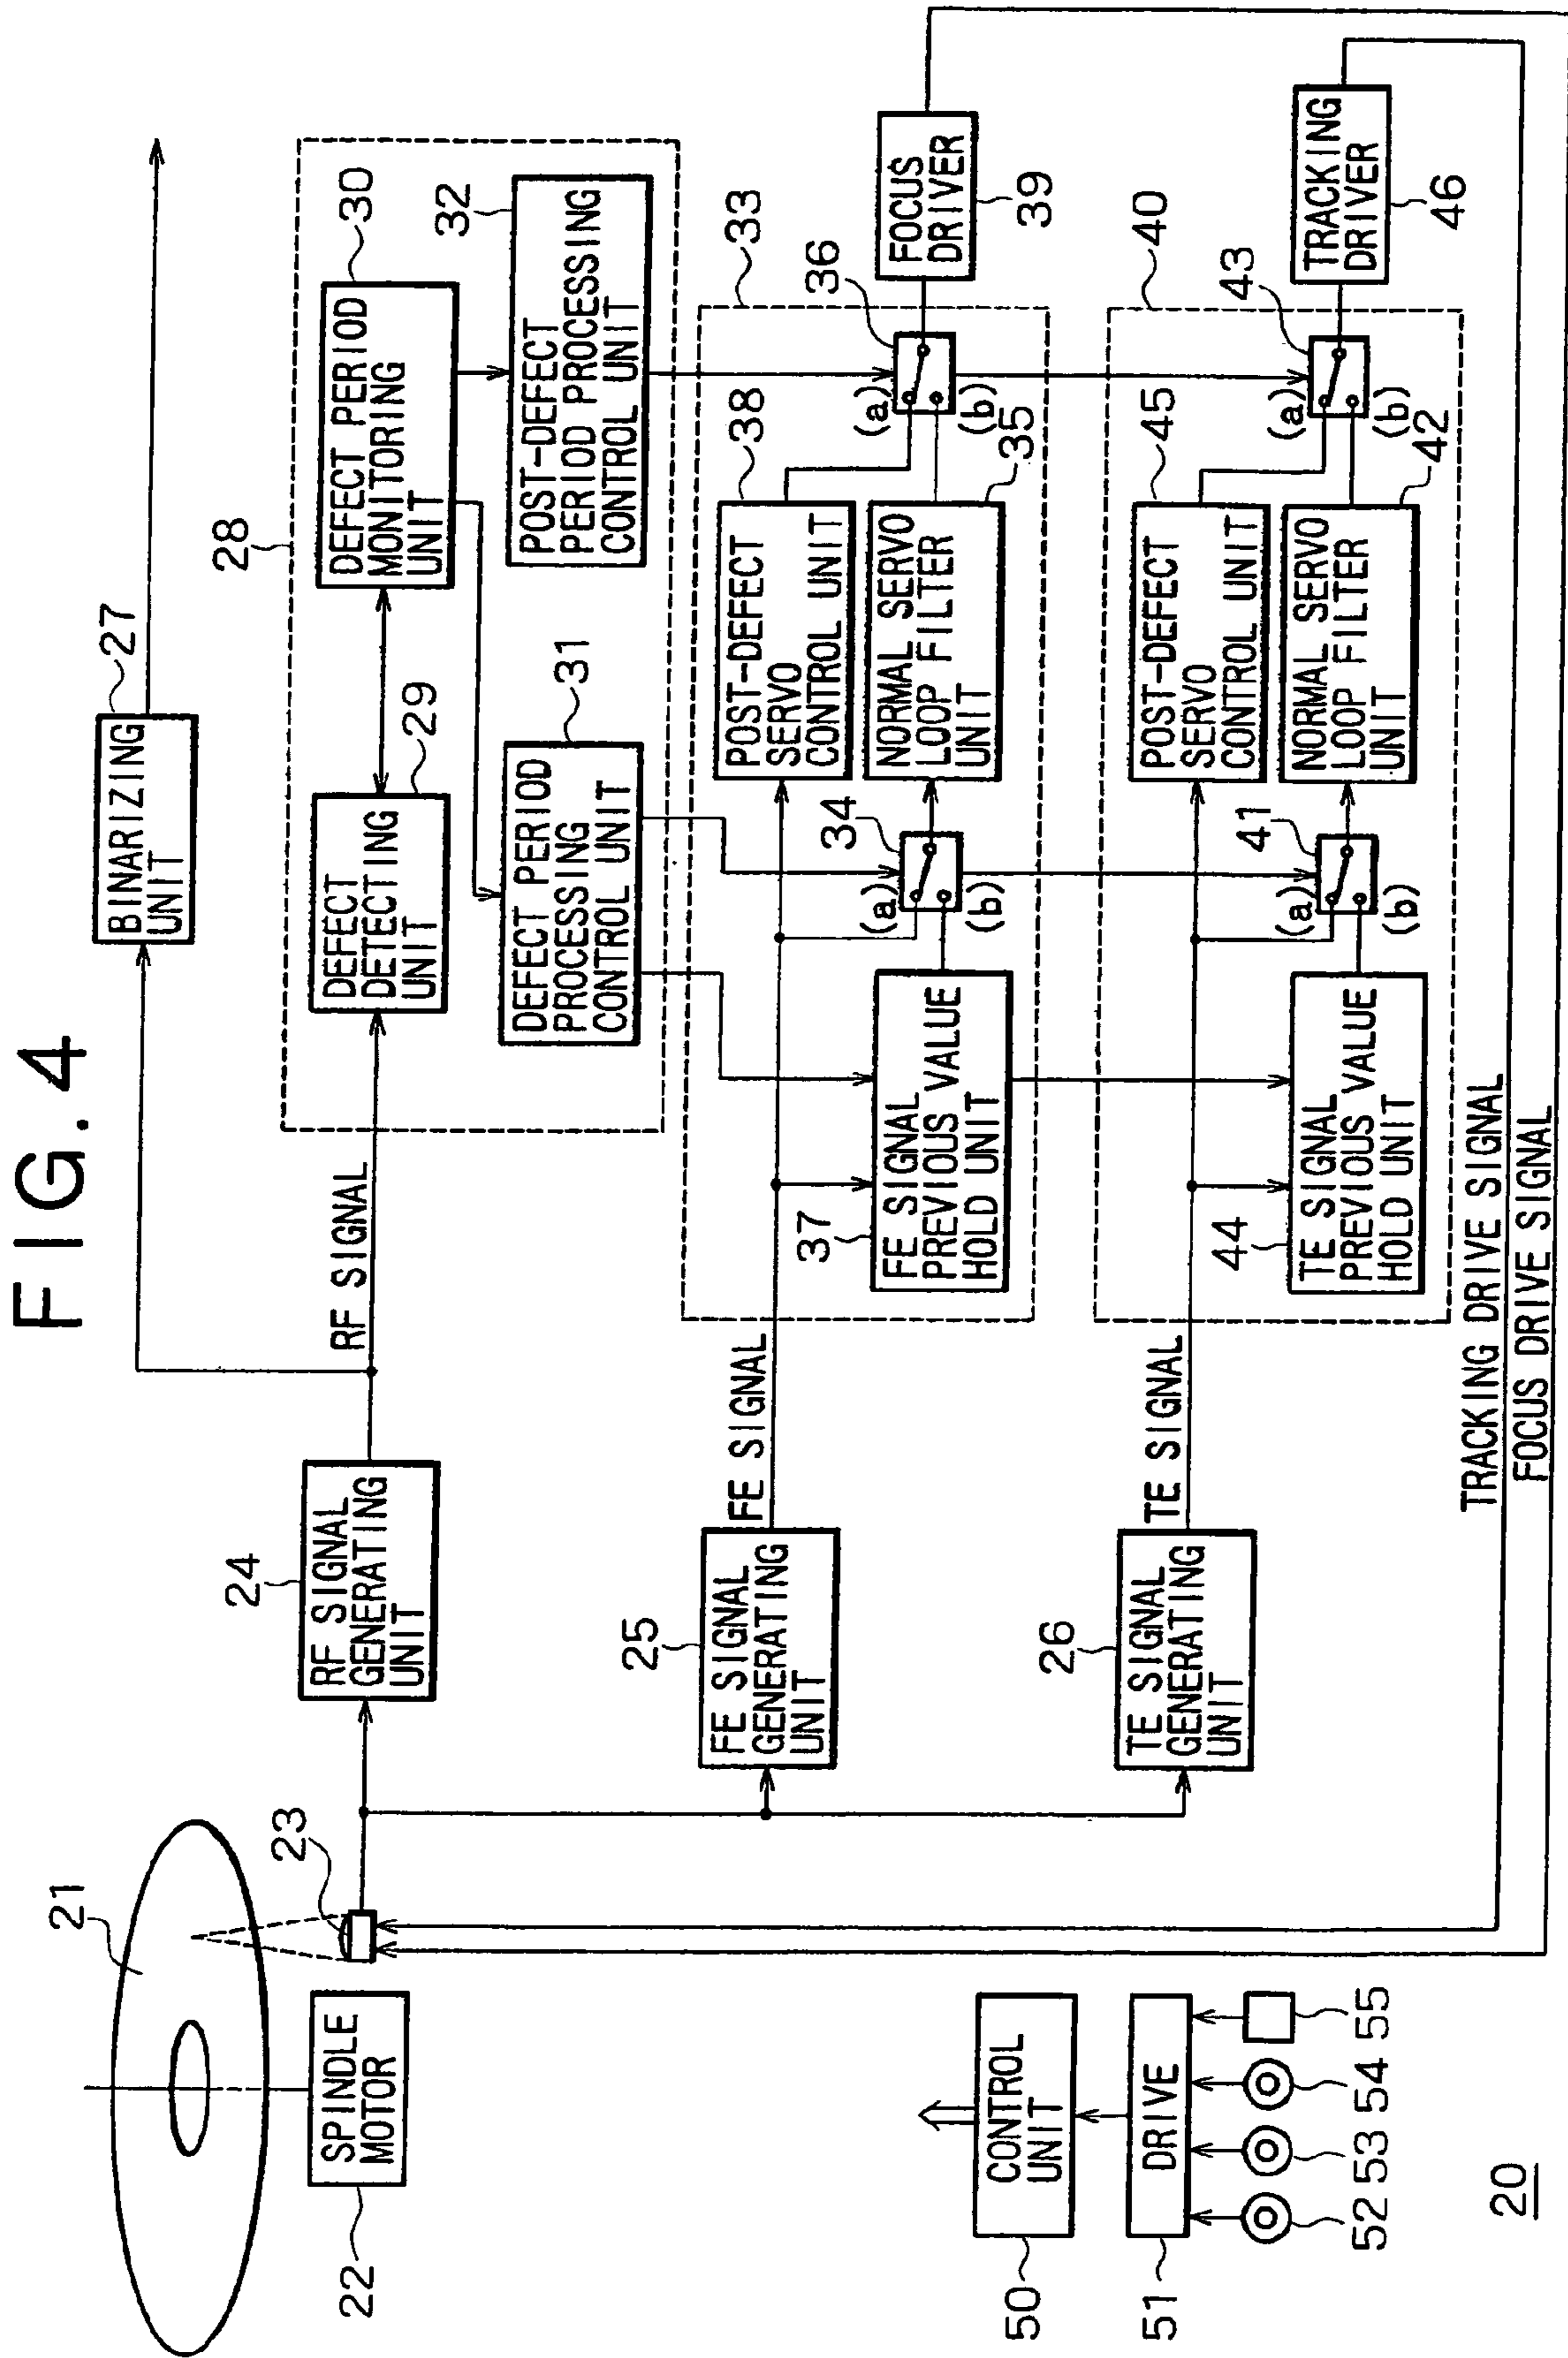 FIG. 4
21
SPINDLE
MOTOR
22
23
24
RF SIGNAL
GENERATING
UNIT
RF SIGNAL
BINARIZING
UNIT
27
28
DEFECT
DETECTING
UNIT
29
DEFECT PERIOD
MONITORING
UNIT
30
DEFECT PERIOD
PROCESSING
CONTROL UNIT
31
POST-DEFECT
PERIOD PROCESSING
CONTROL UNIT
32
25
FE SIGNAL
GENERATING
UNIT
FE SIGNAL
33
37
FE SIGNAL
PREVIOUS VALUE
HOLD UNIT
34
(a)
(b)
POST-DEFECT
SERVO
CONTROL UNIT
38
NORMAL SERVO
LOOP FILTER
UNIT
35
36
(a)
(b)
FOCUS
DRIVER
39
26
TE SIGNAL
GENERATING
UNIT
TE SIGNAL
40
44
TE SIGNAL
PREVIOUS VALUE
HOLD UNIT
41
(a)
(b)
POST-DEFECT
SERVO
CONTROL UNIT
45
NORMAL SERVO
LOOP FILTER
UNIT
42
43
(a)
(b)
TRACKING
DRIVER
46
TRACKING DRIVE SIGNAL
FOCUS DRIVE SIGNAL
CONTROL
UNIT
50
DRIVE
51
52
53
54
55
20